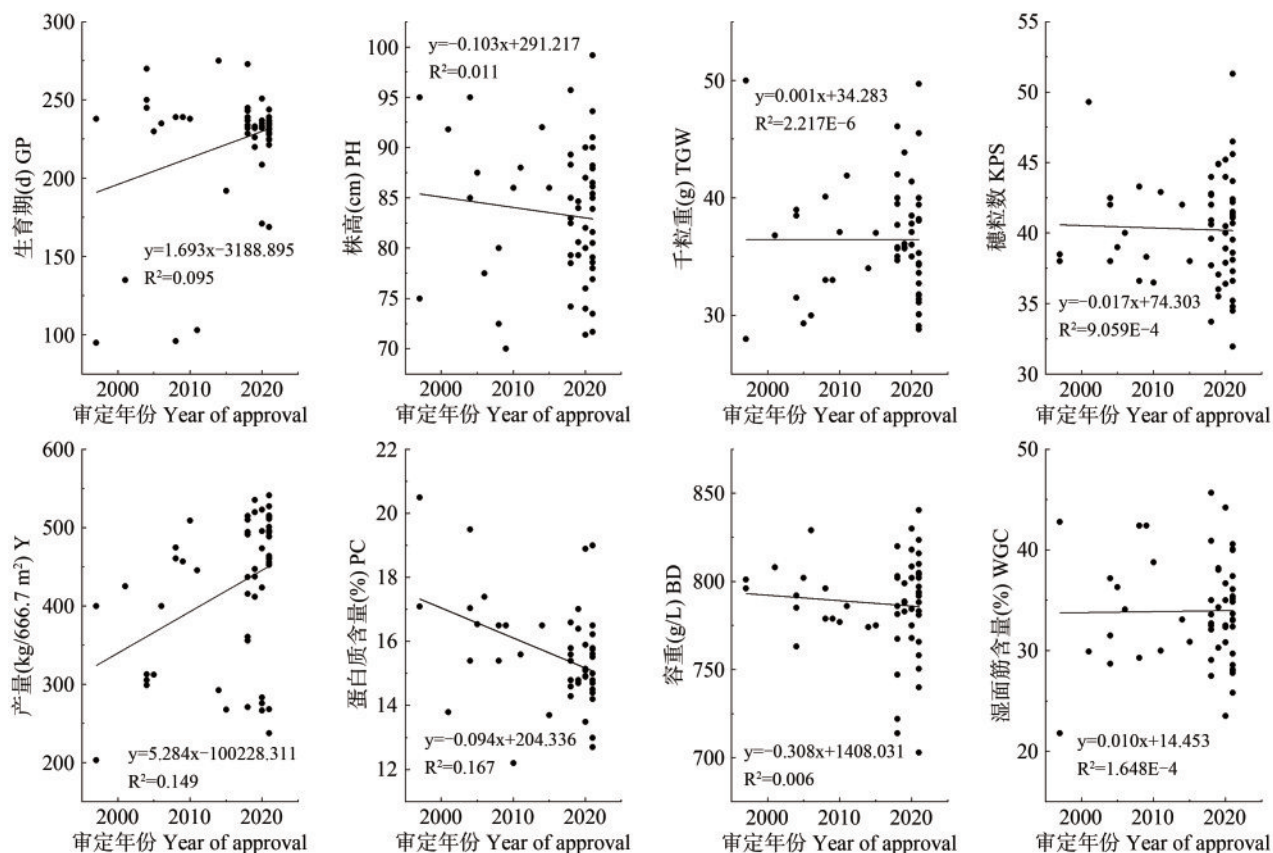 生育期(d) GP
300
250
200
150
100
y=1.693x−3188.895
R²=0.095
2000 2010 2020
审定年份 Year of approval
株高(cm) PH
100
95
90
85
80
75
70
y=−0.103x+291.217
R²=0.011
2000 2010 2020
审定年份 Year of approval
千粒重(g) TGW
50
40
30
y=0.001x+34.283
R²=2.217E−6
2000 2010 2020
审定年份 Year of approval
穗粒数 KPS
55
50
45
40
35
30
y=−0.017x+74.303
R²=9.059E−4
2000 2010 2020
审定年份 Year of approval
产量(kg/666.7 m²) Y
600
500
400
300
200
y=5.284x−100228.311
R²=0.149
2000 2010 2020
审定年份 Year of approval
蛋白质含量(%) PC
22
20
18
16
14
12
y=−0.094x+204.336
R²=0.167
2000 2010 2020
审定年份 Year of approval
容重(g/L) BD
850
800
750
700
y=−0.308x+1408.031
R²=0.006
2000 2010 2020
审定年份 Year of approval
湿面筋含量(%) WGC
50
40
30
20
y=0.010x+14.453
R²=1.648E−4
2000 2010 2020
审定年份 Year of approval